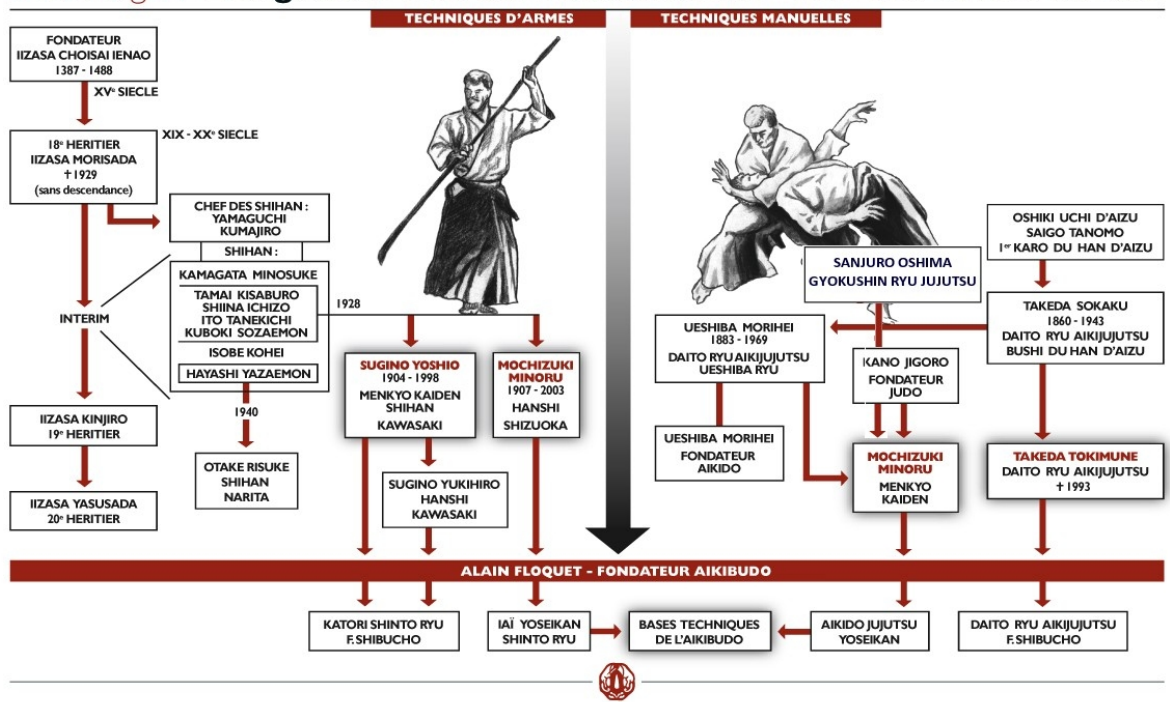 TECHNIQUES D'ARMES
TECHNIQUES MANUELLES
FONDATEUR
IIZASA CHOISAI IENAO
1387 - 1488
XVe SIECLE
18e HERITIER
IIZASA MORISADA
†1929
(sans descendance)
XIX - XXe SIECLE
CHEF DES SHIHAN :
YAMAGUCHI
KUMAJIRO
SHIHAN :
KAMAGATA MINOSUKE
TAMAI KISABURO
SHIINA ICHIZO
ITO TANEKICHI
KUBOKI SOZAEMON
ISOBE KOHEI
HAYASHI YAZAEMON
INTERIM
1928
1940
IIZASA KINJIRO
19e HERITIER
IIZASA YASUSADA
20e HERITIER
OTAKE RISUKE
SHIHAN
NARITA
SUGINO YOSHIO
1904 - 1998
MENKYO KAIDEN
SHIHAN
KAWASAKI
MOCHIZUKI
MINORU
1907 - 2003
HANSHI
SHIZUOKA
SUGINO YUKIHIRO
HANSHI
KAWASAKI
OSHIKI UCHI D'AIZU
SAIGO TANOMO
1er KARO DU HAN D'AIZU
SANJURO OSHIMA
GYOKUSHIN RYU JUJUTSU
TAKEDA SOKAKU
1860 - 1943
DAITO RYU AIKIJUJUTSU
BUSHI DU HAN D'AIZU
UESHIBA MORIHEI
1883 - 1969
DAITO RYU AIKIJUJUTSU
UESHIBA RYU
KANO JIGORO
FONDATEUR
JUDO
UESHIBA MORIHEI
FONDATEUR
AIKIDO
MOCHIZUKI
MINORU
MENKYO
KAIDEN
TAKEDA TOKIMUNE
DAITO RYU AIKIJUJUTSU
† 1993
ALAIN FLOQUET - FONDATEUR AIKIBUDO
KATORI SHINTO RYU
F. SHIBUCHO
IAÏ YOSEIKAN
SHINTO RYU
BASES TECHNIQUES
DE L'AIKIBUDO
AIKIDO JUJUTSU
YOSEIKAN
DAITO RYU AIKIJUJUTSU
F. SHIBUCHO